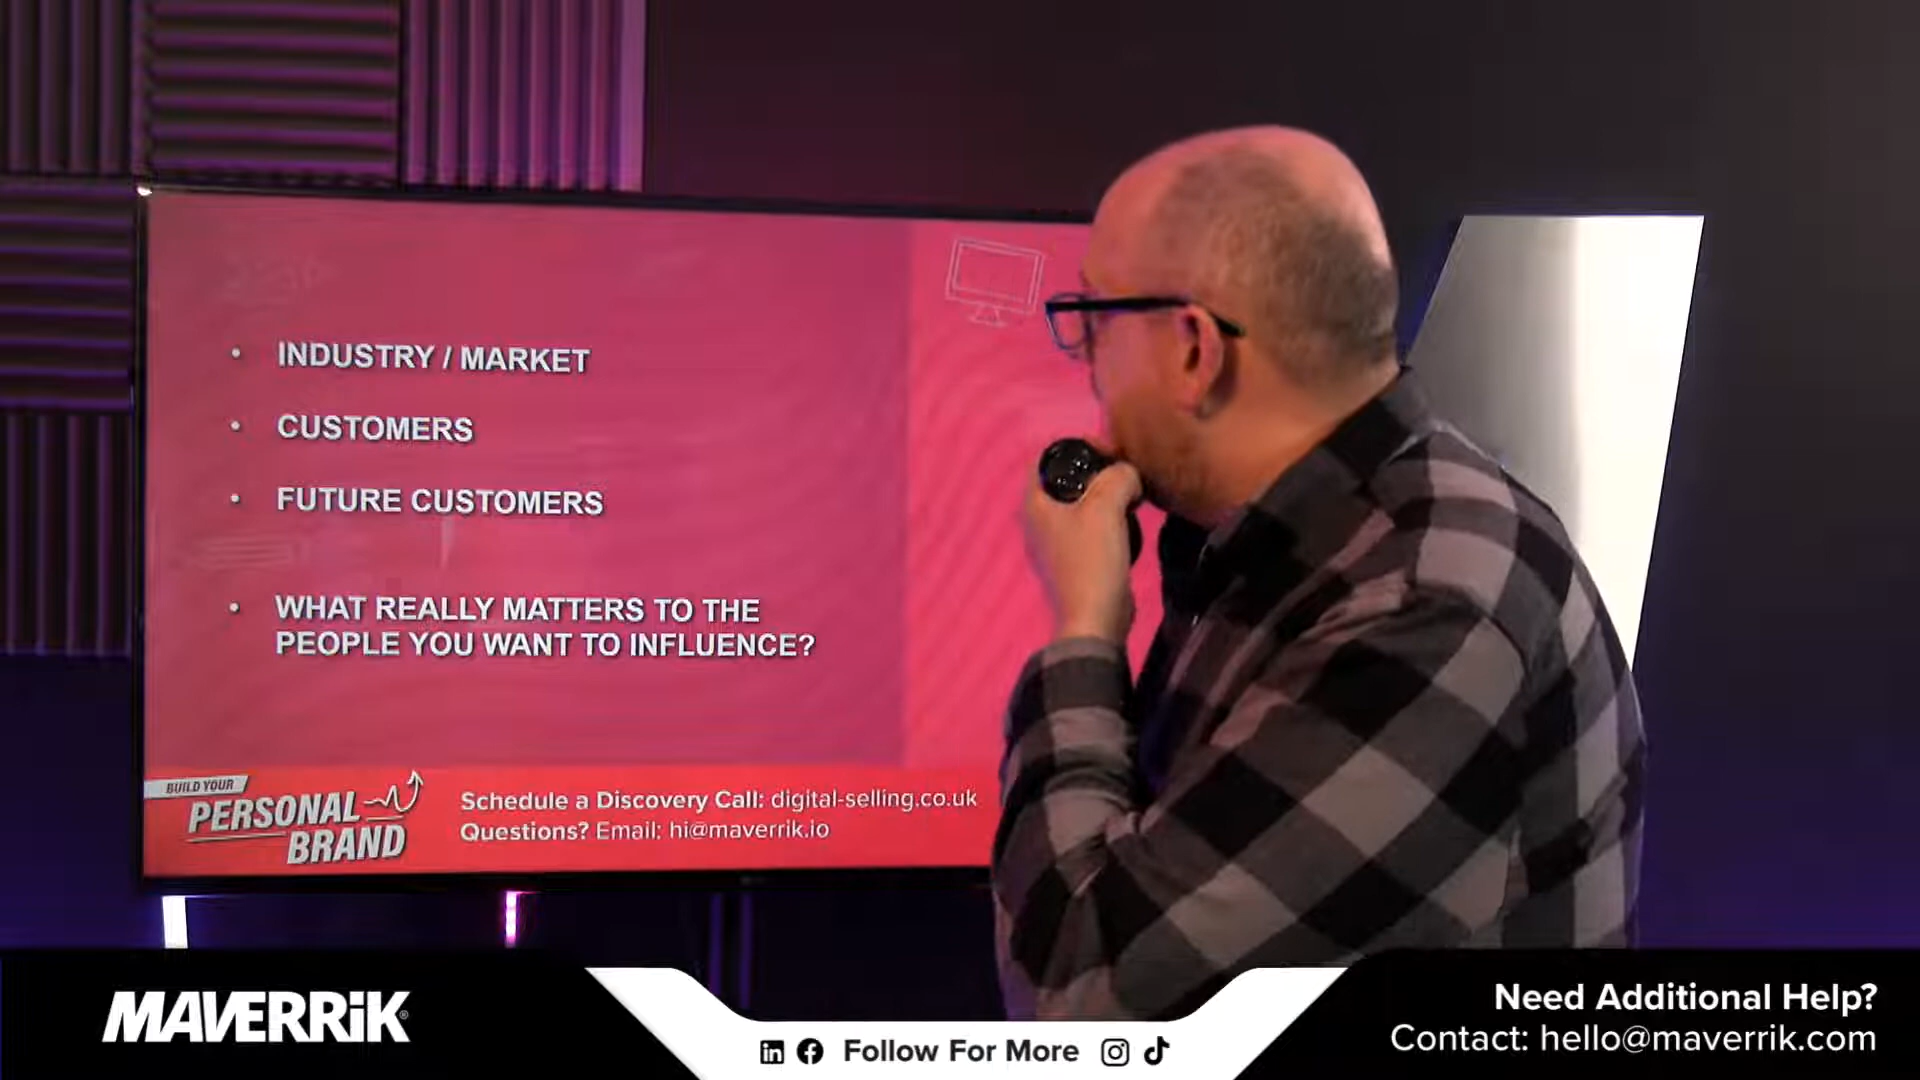 • INDUSTRY / MARKET
• CUSTOMERS
• FUTURE CUSTOMERS
• WHAT REALLY MATTERS TO THE
PEOPLE YOU WANT TO INFLUENCE?
BUILD YOUR
PERSONAL
BRAND
Schedule a Discovery Call: digital-selling.co.uk
Questions? Email: hi@maverrik.io
MAVERRiK®
Follow For More
Need Additional Help?
Contact: hello@maverrik.com